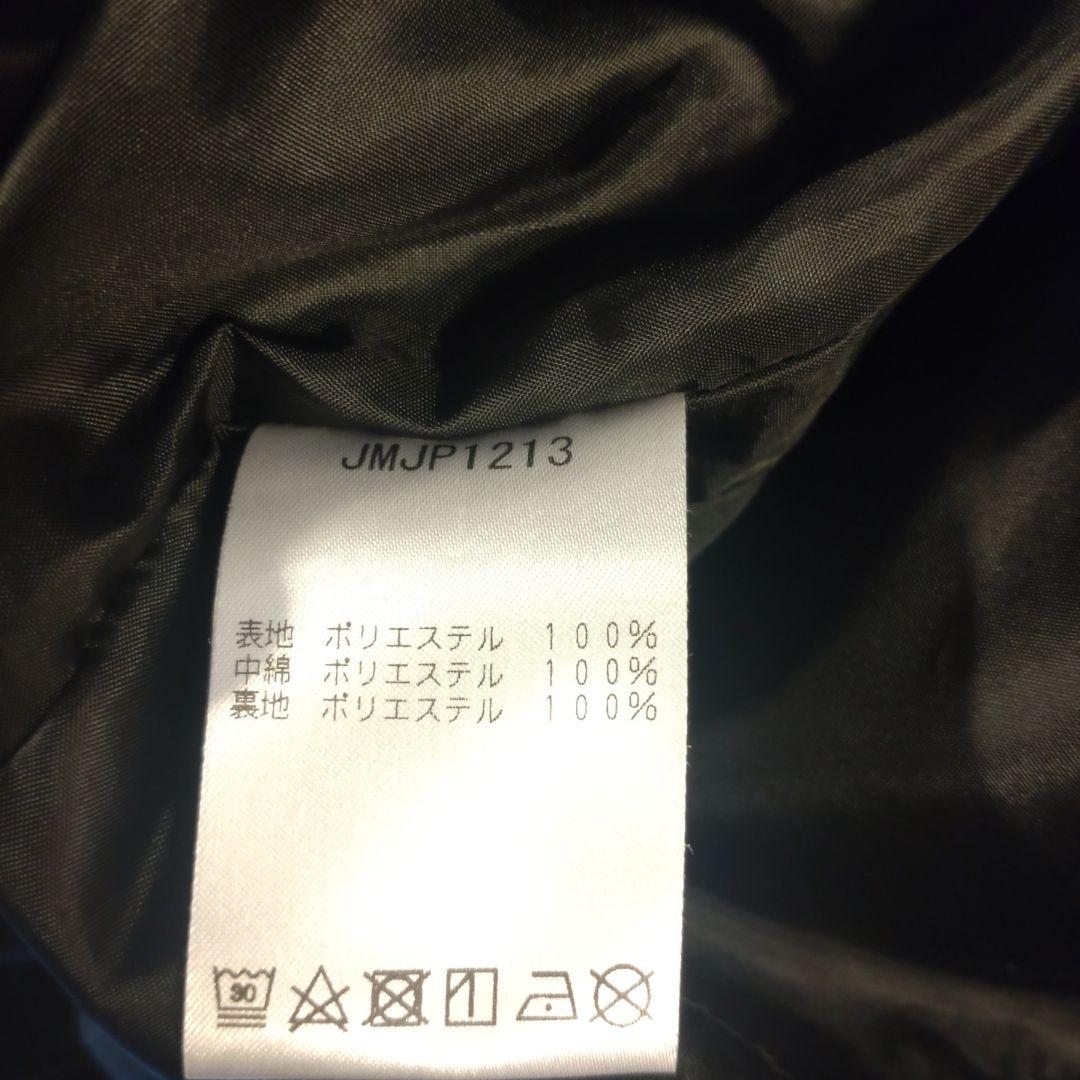 JMJP1213
表地 ポリエステル 100%
中綿 ポリエステル 100%
裏地 ポリエステル 100%
30